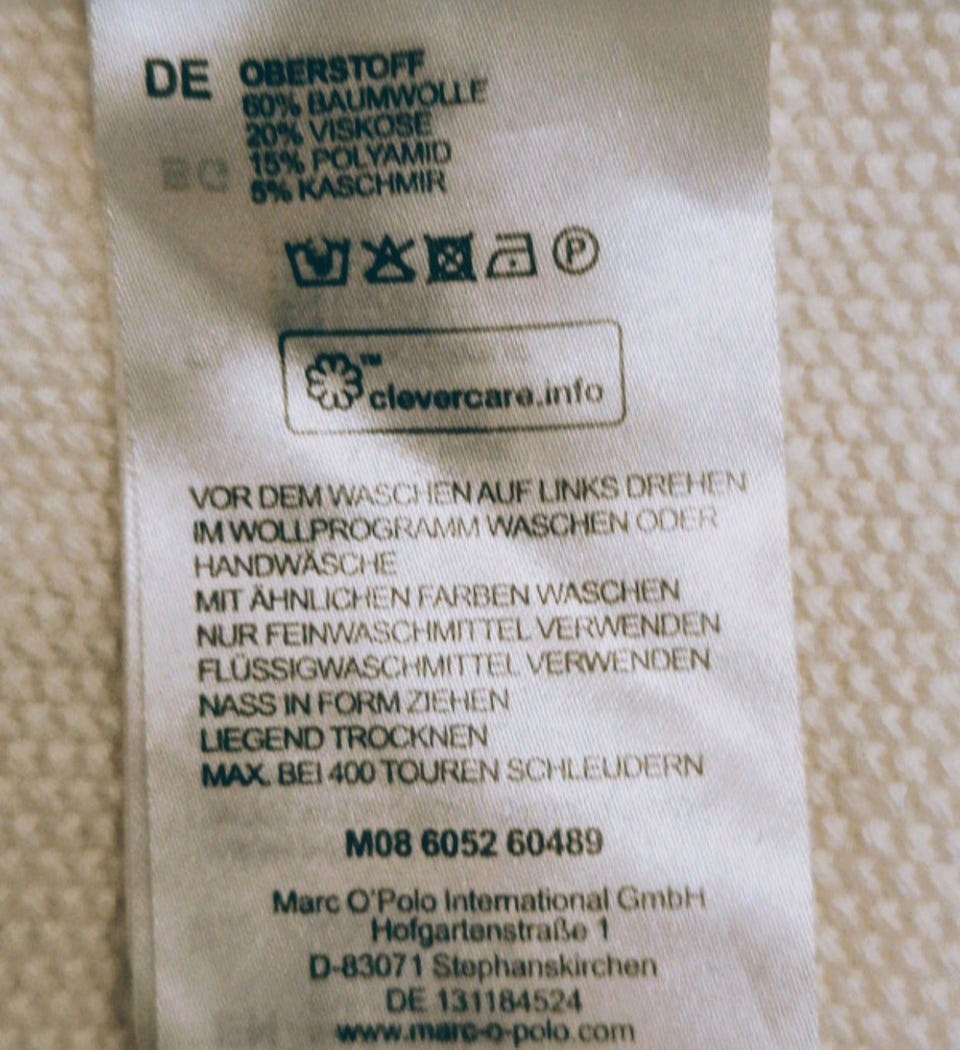 DE OBERSTOFF
60% BAUMWOLLE
20% VISKOSE
15% POLYAMID
5% KASCHMIR
P
clevercare.info™
VOR DEM WASCHEN AUF LINKS DREHEN
IM WOLLPROGRAMM WASCHEN ODER
HANDWÄSCHE
MIT ÄHNLICHEN FARBEN WASCHEN
NUR FEINWASCHMITTEL VERWENDEN
FLÜSSIGWASCHMITTEL VERWENDEN
NASS IN FORM ZIEHEN
LIEGEND TROCKNEN
MAX. BEI 400 TOUREN SCHLEUDERN
M08 6052 60489
Marc O'Polo International GmbH
Hofgartenstraße 1
D-83071 Stephanskirchen
DE 131184524
www.marc-o-polo.com